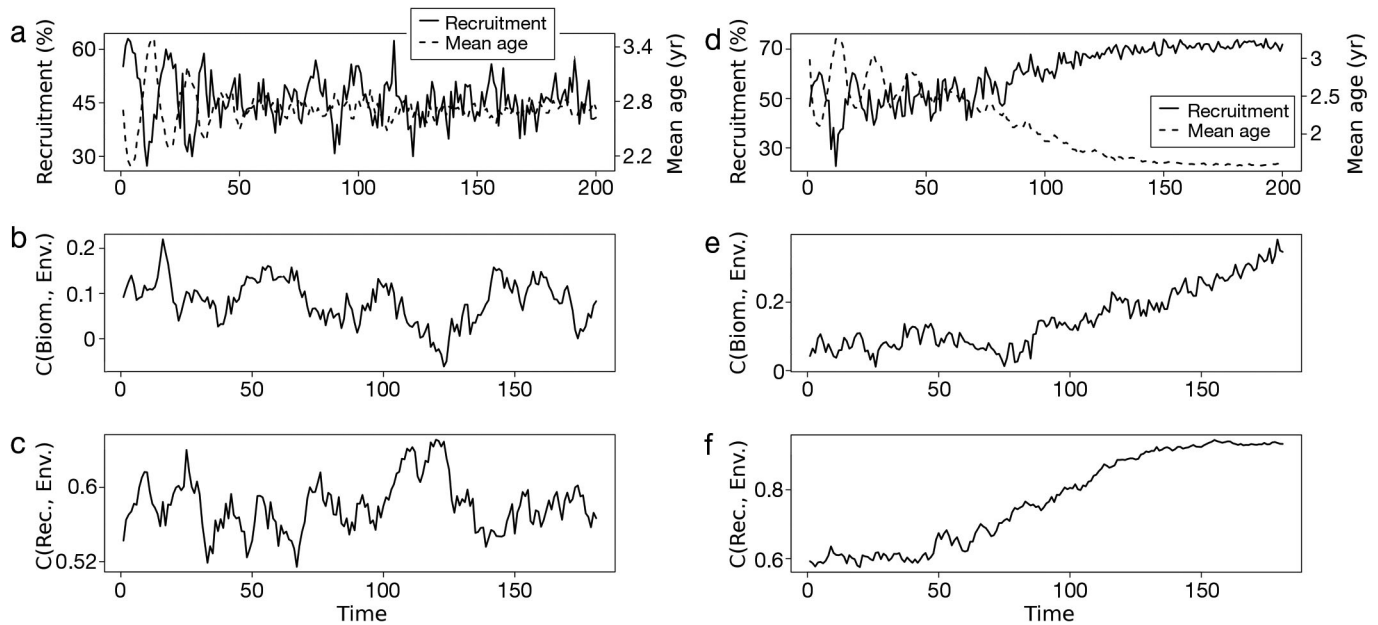 a
Recruitment (%)
60
45
30
Recruitment
Mean age
3.4
2.8
2.2
Mean age (yr)
0 50 100 150 200
b
C(Biom., Env.)
0.2
0.1
0
0 50 100 150
c
C(Rec., Env.)
0.6
0.52
0 50 100 150
Time
d
Recruitment (%)
70
50
30
Recruitment
Mean age
3
2.5
2
Mean age (yr)
0 50 100 150 200
e
C(Biom., Env.)
0.2
0
0 50 100 150
f
C(Rec., Env.)
0.8
0.6
0 50 100 150
Time